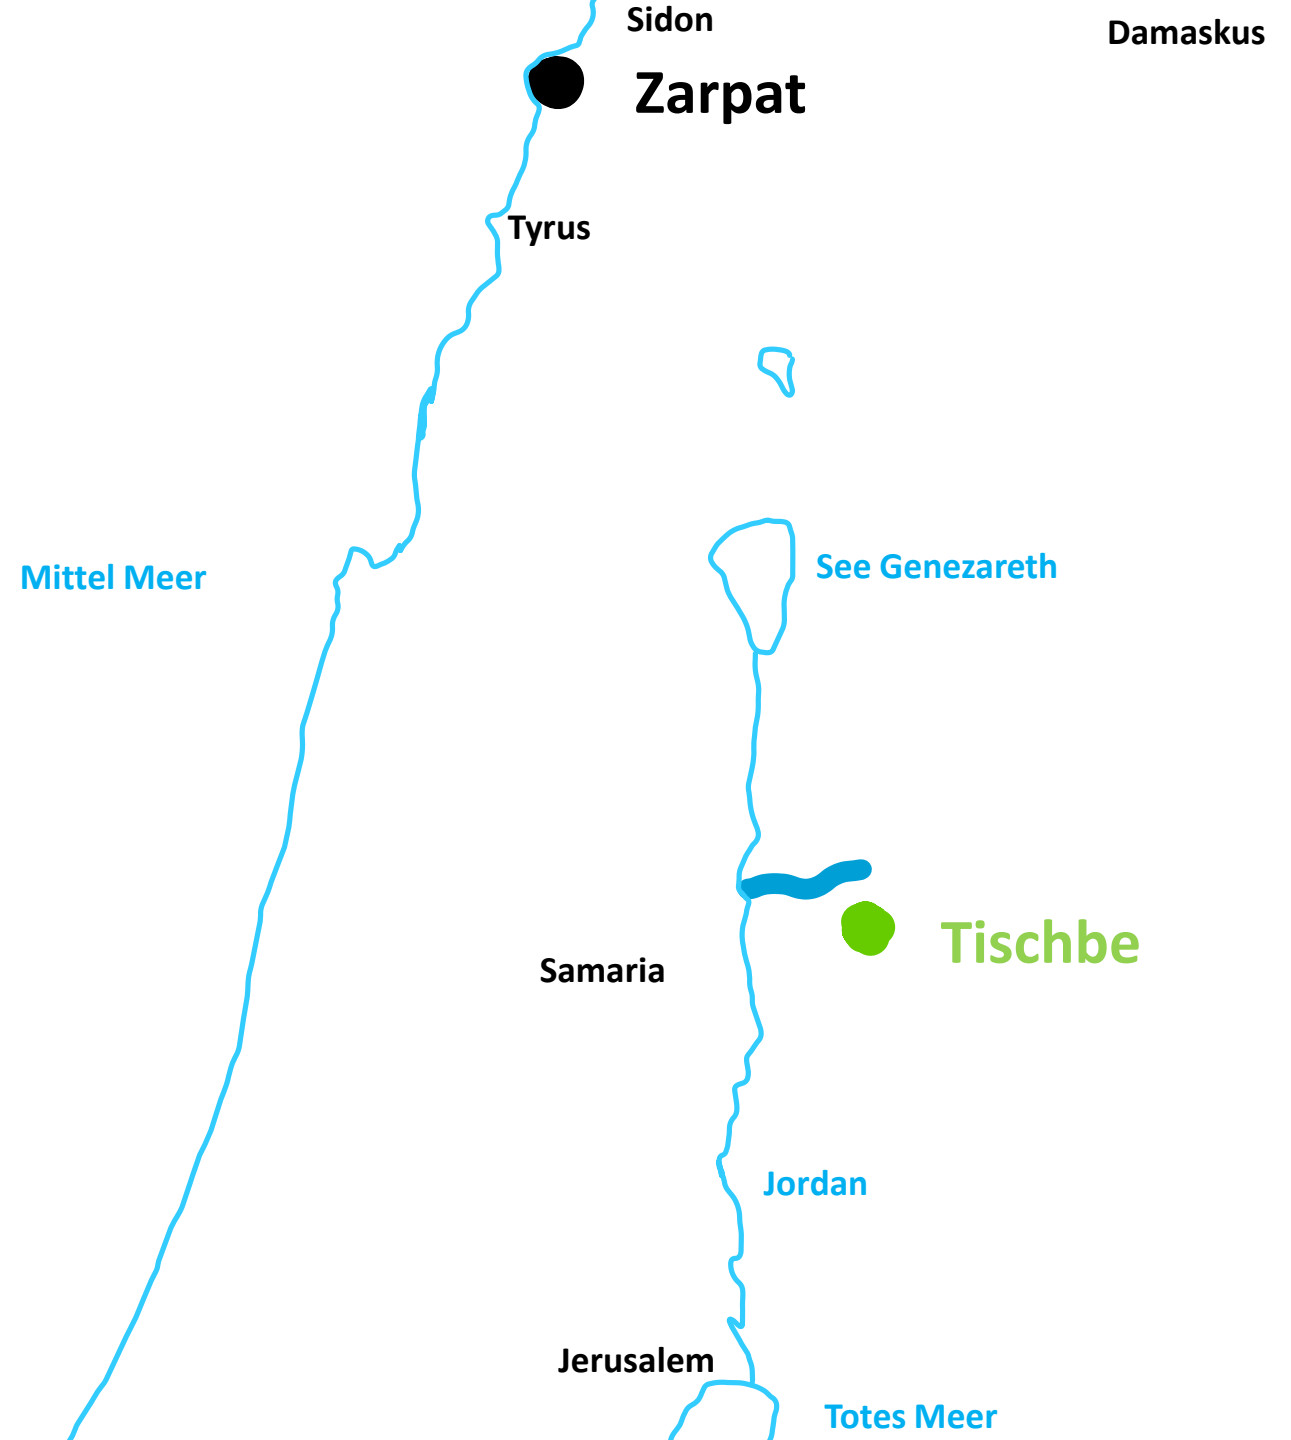 Sidon
Damaskus
Zarpat
Tyrus
Mittel Meer
See Genezareth
Tischbe
Samaria
Jordan
Jerusalem
Totes Meer